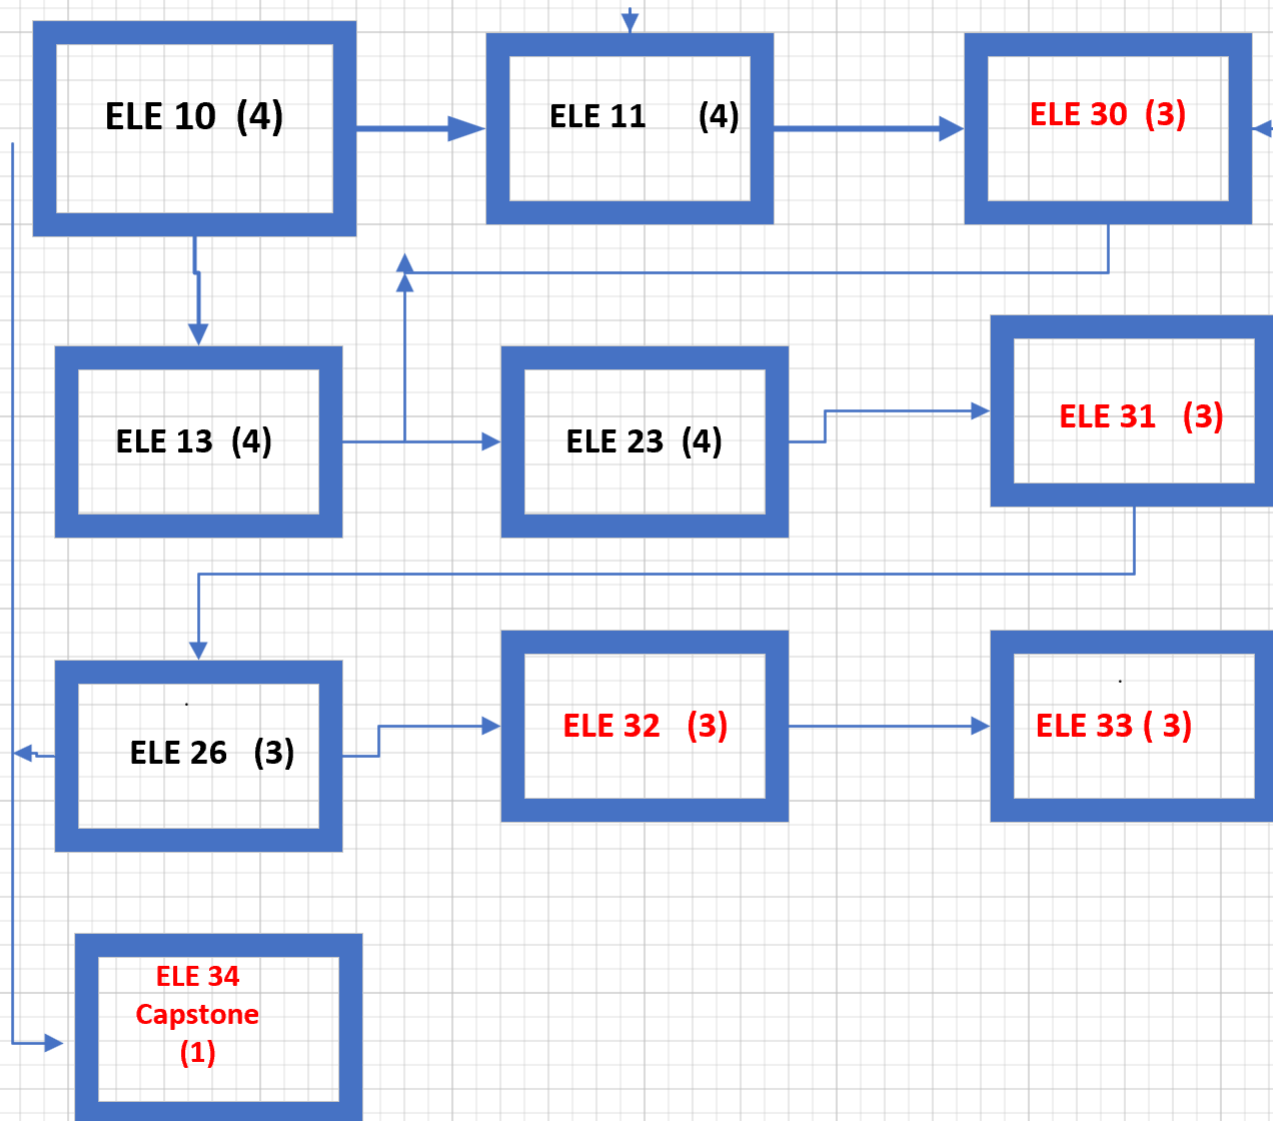 ELE 10 (4)
ELE 11 (4)
ELE 30 (3)
ELE 13 (4)
ELE 23 (4)
ELE 31 (3)
ELE 26 (3)
ELE 32 (3)
ELE 33 ( 3)
ELE 34
Capstone
(1)